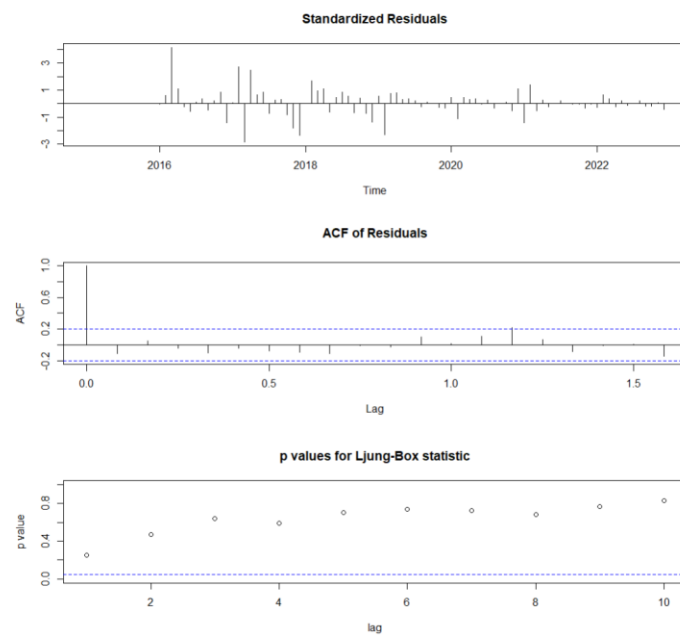 Standardized Residuals
3
1
-1
-3
2016 2018 2020 2022
Time
ACF of Residuals
ACF
1.0
0.6
0.2
-0.2
0.0 0.5 1.0 1.5
Lag
p values for Ljung-Box statistic
p value
0.8
0.4
0.0
2 4 6 8 10
lag